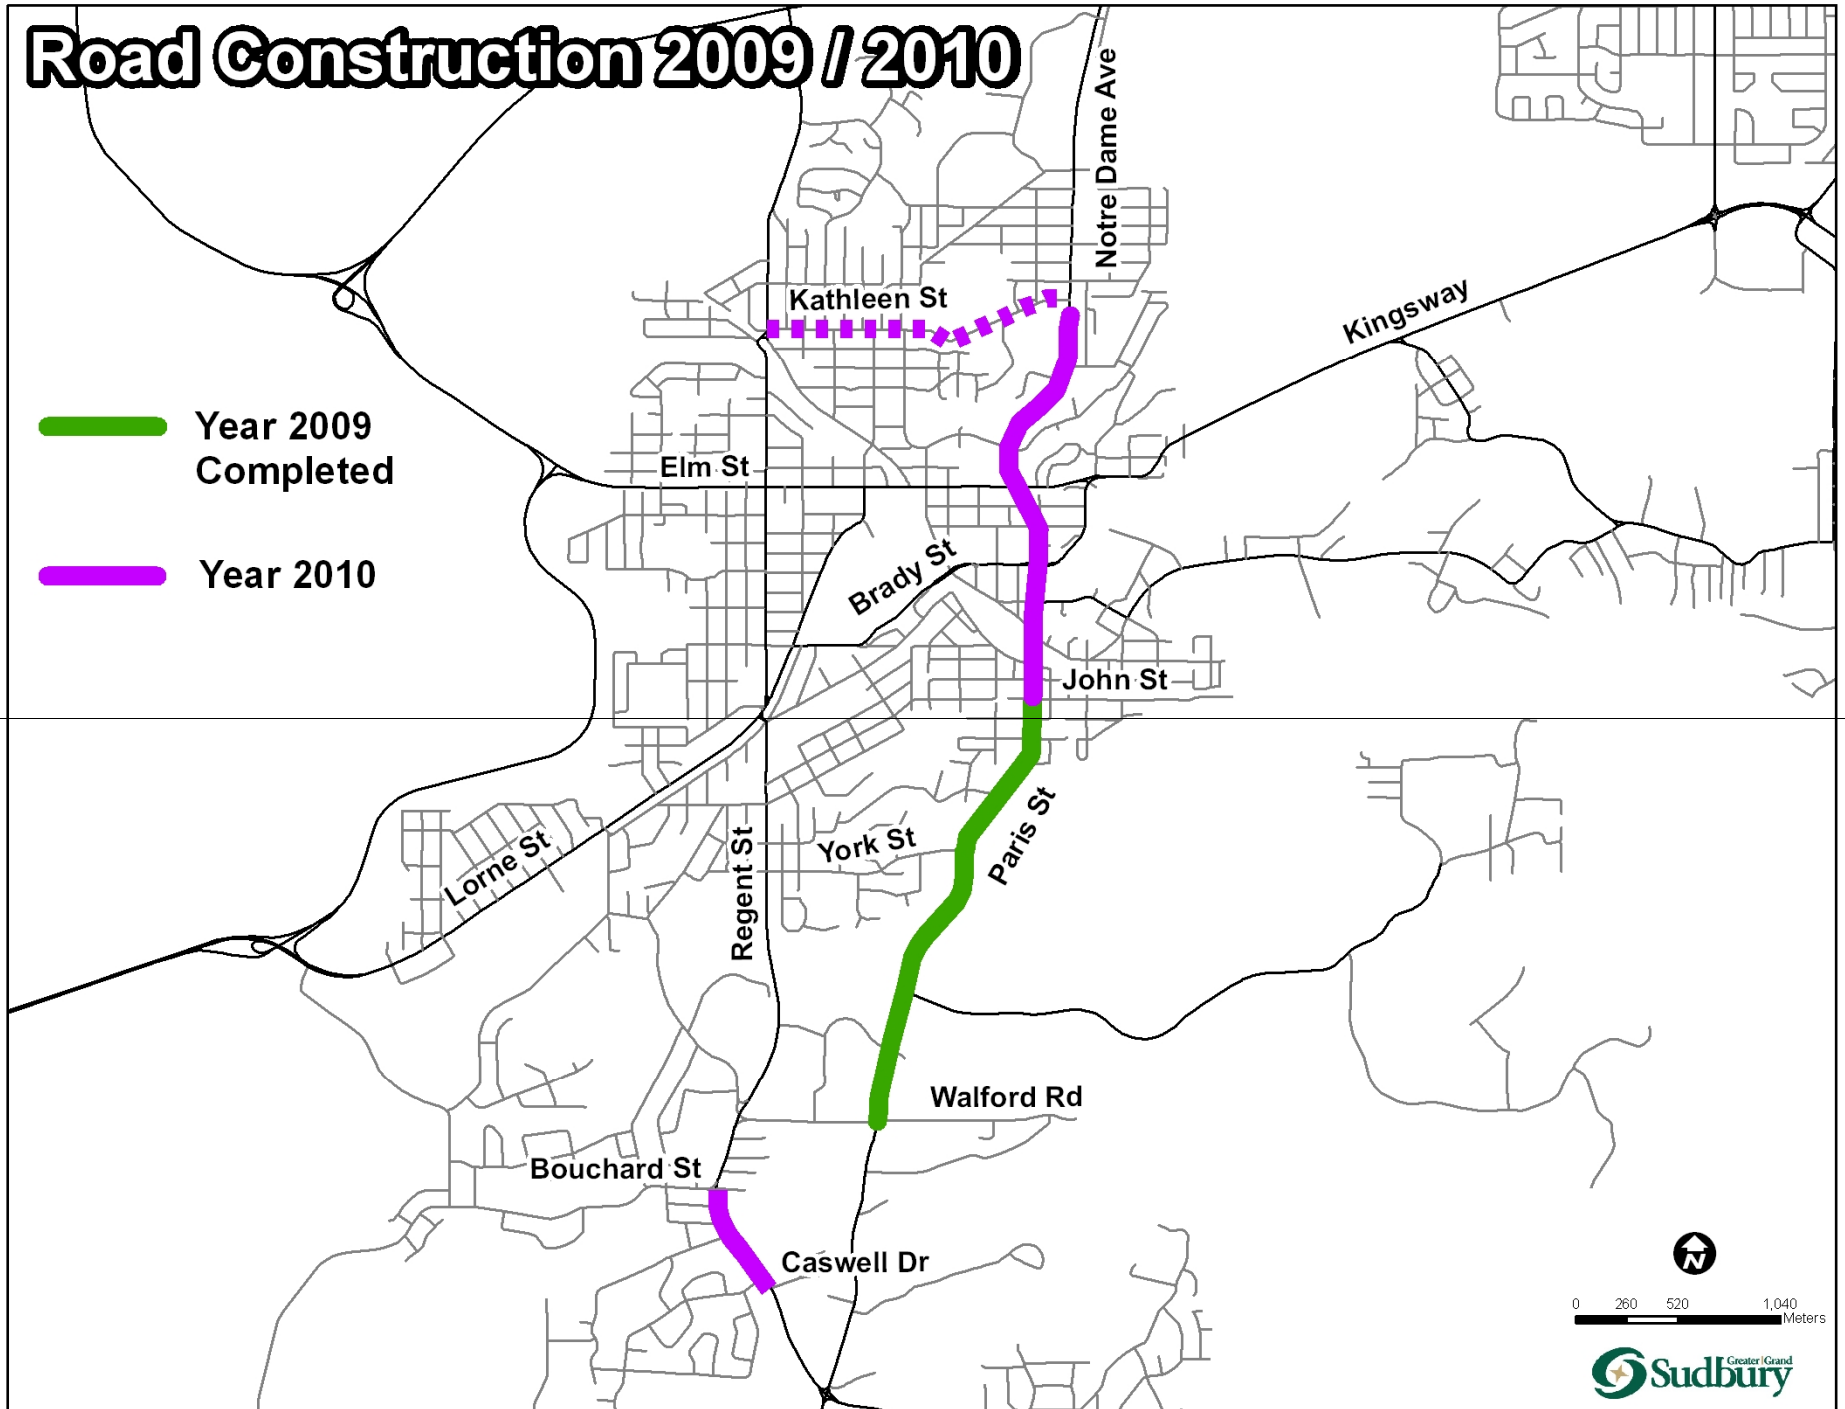 Road Construction 2009 / 2010
Notre Dame Ave
Kathleen St
Kingsway
Year 2009
Completed
Elm St
Year 2010
Brady St
John St
Paris St
York St
Lorne St
Regent St
Walford Rd
Bouchard St
Caswell Dr
N
0 260 520 1,040
Meters
Greater Grand
Sudbury